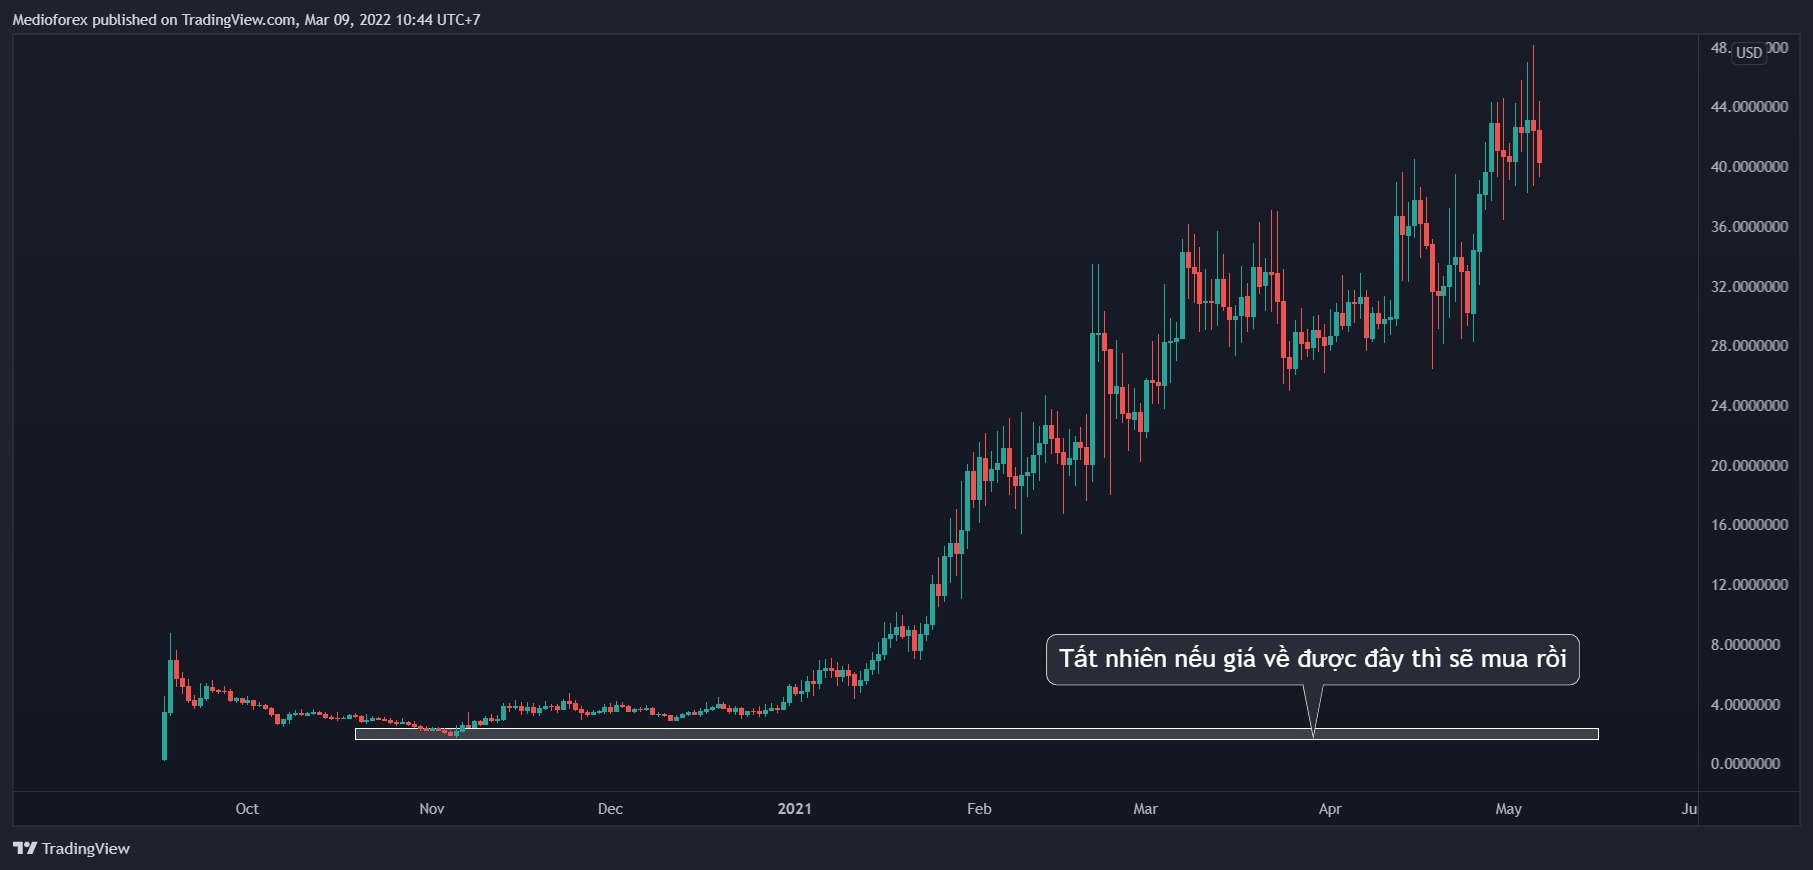 Medioforex published on TradingView.com, Mar 09, 2022 10:44 UTC+7
USD
44.0000000
40.0000000
36.0000000
32.0000000
28.0000000
24.0000000
20.0000000
16.0000000
12.0000000
8.0000000
Tất nhiên nếu giá về được đây thì sẽ mua rồi
4.0000000
0.0000000
Oct Nov Dec 2021 Feb Mar Apr May
TradingView